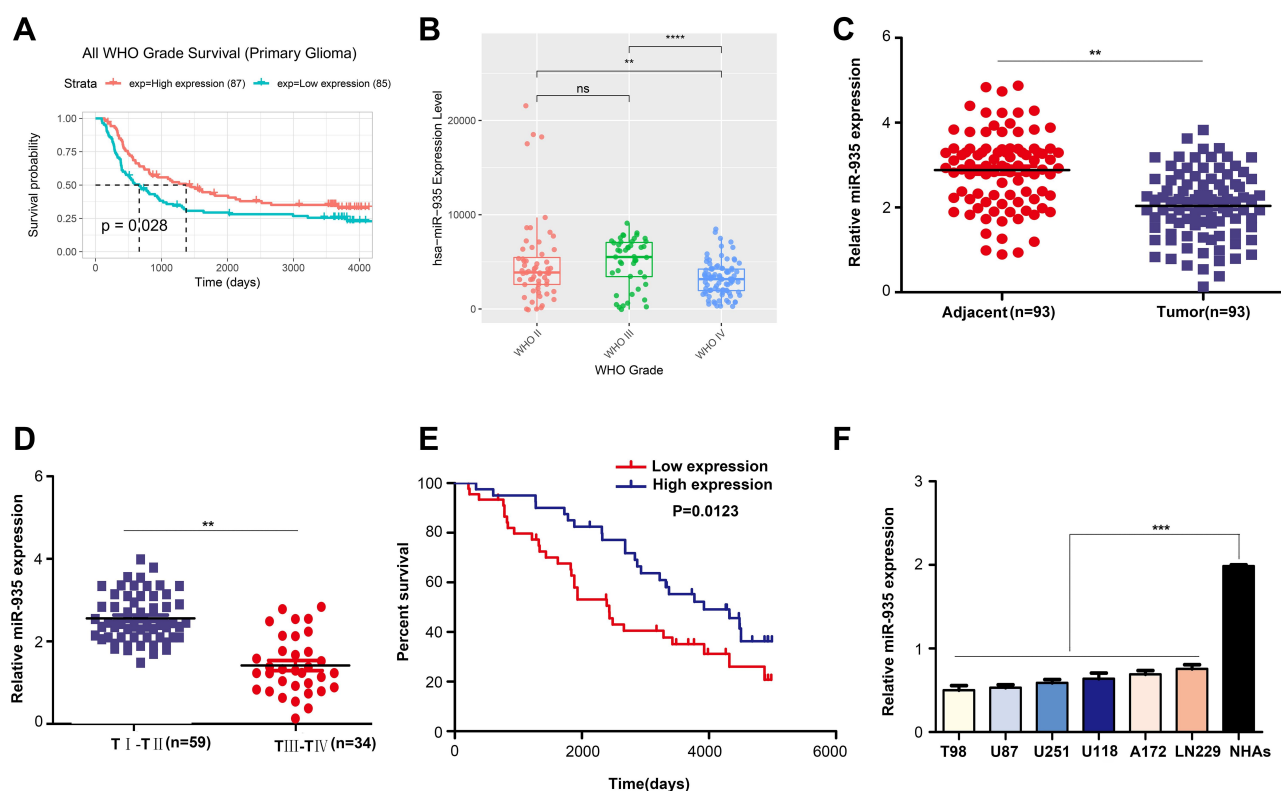 A
All WHO Grade Survival (Primary Glioma)
Strata exp=High expression (87) exp=Low expression (85)
Survival probability
1.00
0.75
0.50
0.25
0.00
p = 0.028
0 1000 2000 3000 4000
Time (days)
B
hsa−miR−935 Expression Level
20000
10000
0
****
**
ns
WHO II WHO III WHO IV
WHO Grade
C
Relative miR-935 expression
6
4
2
0
**
Adjacent (n=93) Tumor(n=93)
D
Relative miR-935 expression
6
4
2
0
**
TⅠ-TⅡ(n=59) TⅢ-TⅣ(n=34)
E
Percent survival
100
80
60
40
20
0
Low expression
High expression
P=0.0123
0 2000 4000 6000
Time(days)
F
Relative miR-935 expression
3
2
1
0
***
T98 U87 U251 U118 A172 LN229 NHAs